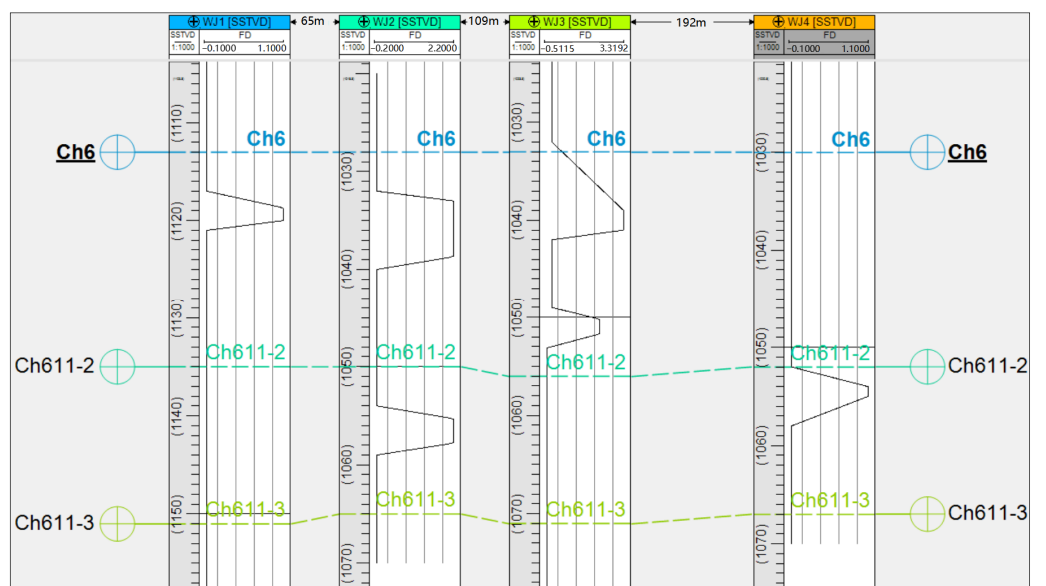 WJ1 [SSTVD] 65m WJ2 [SSTVD] 109m WJ3 [SSTVD] 192m WJ4 [SSTVD]
SSTVD FD SSTVD FD SSTVD FD SSTVD FD
1:1000 -0.1000 1.1000 1:1000 -0.2000 2.2000 1:1000 -0.5115 3.3192 1:1000 -0.1000 1.1000
(1110) (1030)
Ch6 Ch6 Ch6 Ch6 Ch6 Ch6
(1030) (1030)
(1120) (1040)
(1040) (1040)
(1130) (1050)
Ch611-2 Ch611-2 Ch611-2 Ch611-2 Ch611-2 Ch611-2
(1050) (1050)
(1140) (1060)
(1060) (1060)
Ch611-3 Ch611-3 Ch611-3 Ch611-3 Ch611-3 Ch611-3
(1150) (1070)
(1070) (1070)